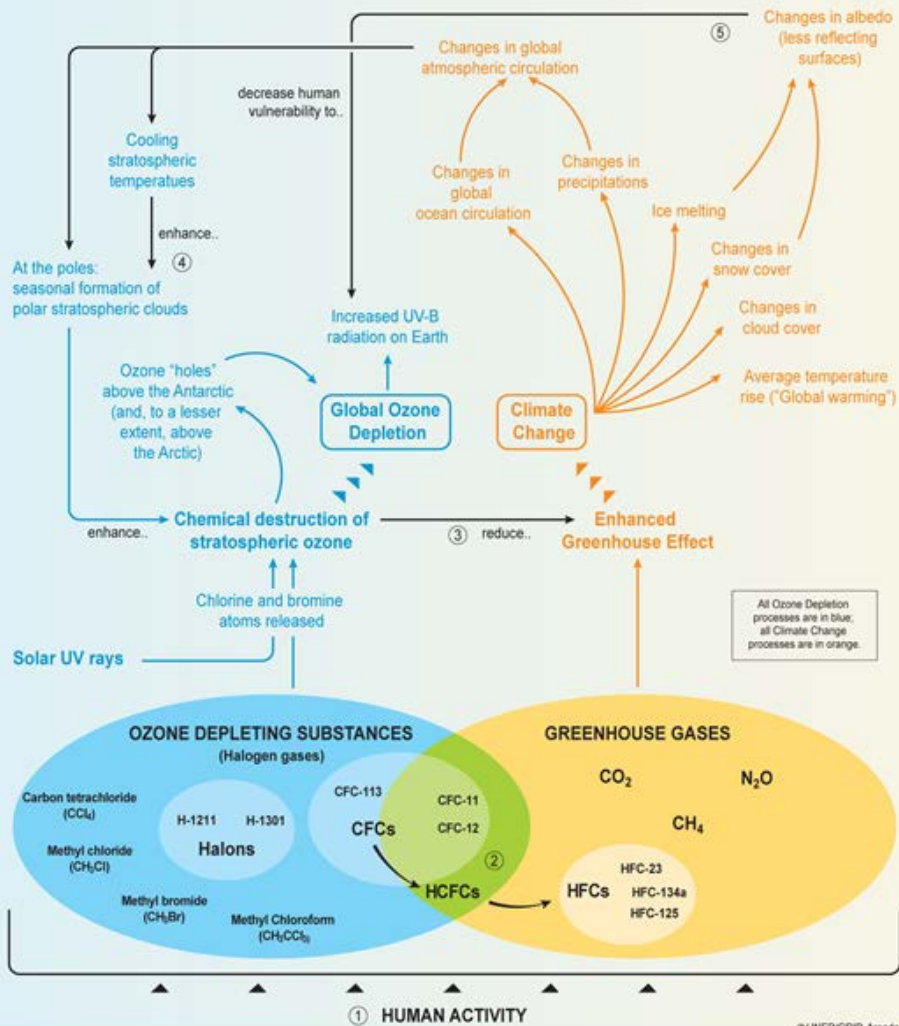 Changes in albedo
(less reflecting
surfaces)
⑤
Changes in global
atmospheric circulation
decrease human
vulnerability to..
Cooling
stratospheric
temperatues
Changes in
global
ocean circulation
Changes in
precipitations
Ice melting
enhance..
④
Changes in
snow cover
At the poles:
seasonal formation of
polar stratospheric clouds
Changes in
cloud cover
Increased UV-B
radiation on Earth
Ozone "holes"
above the Antarctic
(and, to a lesser
extent, above
the Arctic)
Average temperature
rise ("Global warming")
Global Ozone
Depletion
Climate
Change
enhance..
Chemical destruction of
stratospheric ozone
③ reduce..
Enhanced
Greenhouse Effect
Chlorine and bromine
atoms released
All Ozone Depletion
processes are in blue;
all Climate Change
processes are in orange.
Solar UV rays
OZONE DEPLETING SUBSTANCES
(Halogen gases)
GREENHOUSE GASES
Carbon tetrachloride
(CCl₄)
H-1211 H-1301
Halons
CFC-113
CFCs
CFC-11
CFC-12
CO₂
N₂O
CH₄
Methyl chloride
(CH₃Cl)
②
HCFCs
HFCs
HFC-23
HFC-134a
HFC-125
Methyl bromide
(CH₃Br)
Methyl Chloroform
(CH₃CCl₃)
① HUMAN ACTIVITY